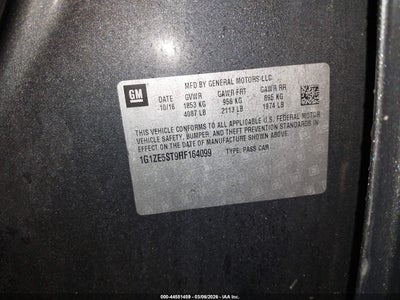 GM
MFD BY GENERAL MOTORS LLC
DATE GVWR GAWR FRT GAWR RR
10/16 1853 KG 958 KG 895 KG
4087 LB 2113 LB 1974 LB
THIS VEHICLE CONFORMS TO ALL APPLICABLE U.S. FEDERAL MOTOR
VEHICLE SAFETY, BUMPER, AND THEFT PREVENTION STANDARDS
IN EFFECT ON THE DATE OF MANUFACTURE SHOWN ABOVE.
1G1ZE5ST9HF164099 TYPE: PASS CAR
000-44551459 | 03/06/2026 | IAA Inc.